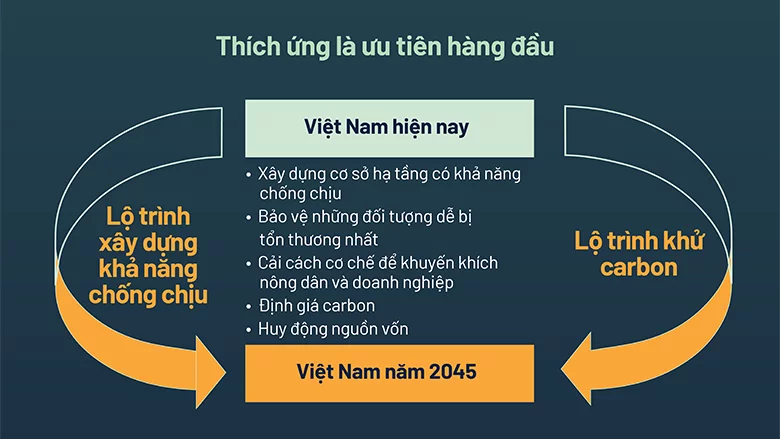 Thích ứng là ưu tiên hàng đầu
Việt Nam hiện nay
• Xây dựng cơ sở hạ tầng có khả năng
chống chịu
• Bảo vệ những đối tượng dễ bị
tổn thương nhất
• Cải cách cơ chế để khuyến khích
nông dân và doanh nghiệp
• Định giá carbon
• Huy động nguồn vốn
Lộ trình
xây dựng
khả năng
chống chịu
Lộ trình khử
carbon
Việt Nam năm 2045